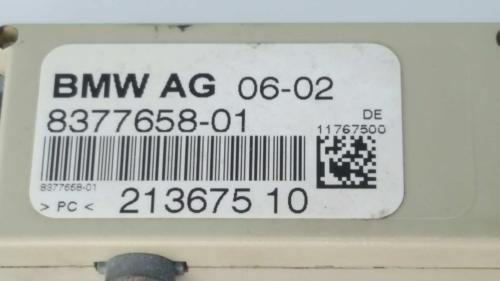 BMW AG 06-02
8377658-01
DE
11767500
8377658-01
> PC < 213675 10